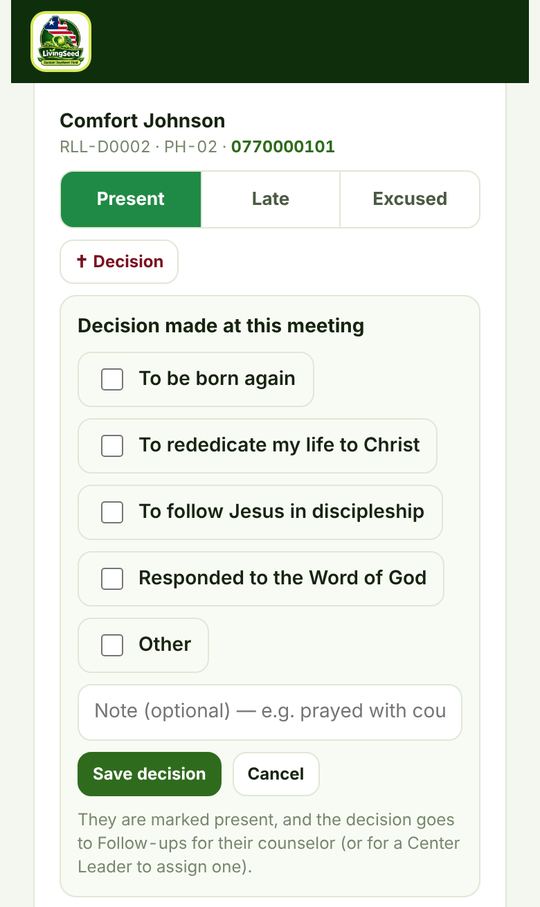 LivingSeed
Comfort Johnson
RLL-D0002 · PH-02 · 0770000101
Present Late Excused
✝ Decision
Decision made at this meeting
To be born again
To rededicate my life to Christ
To follow Jesus in discipleship
Responded to the Word of God
Other
Note (optional) — e.g. prayed with cou
Save decision Cancel
They are marked present, and the decision goes
to Follow-ups for their counselor (or for a Center
Leader to assign one).